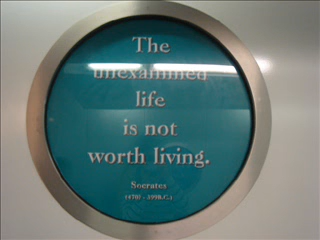 The
unexamined
life
is not
worth living.
Socrates